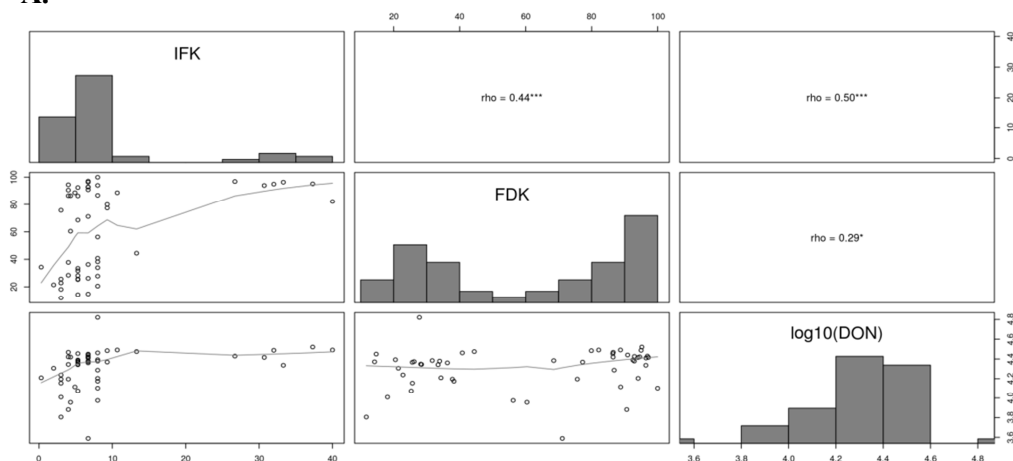 A.
20 40 60 80 100
IFK
rho = 0.44***
rho = 0.50***
0 10 20 30 40
20 40 60 80 100
FDK
rho = 0.29*
log10(DON)
3.6 3.8 4.0 4.2 4.4 4.6 4.8
0 10 20 30 40
3.6 3.8 4.0 4.2 4.4 4.6 4.8